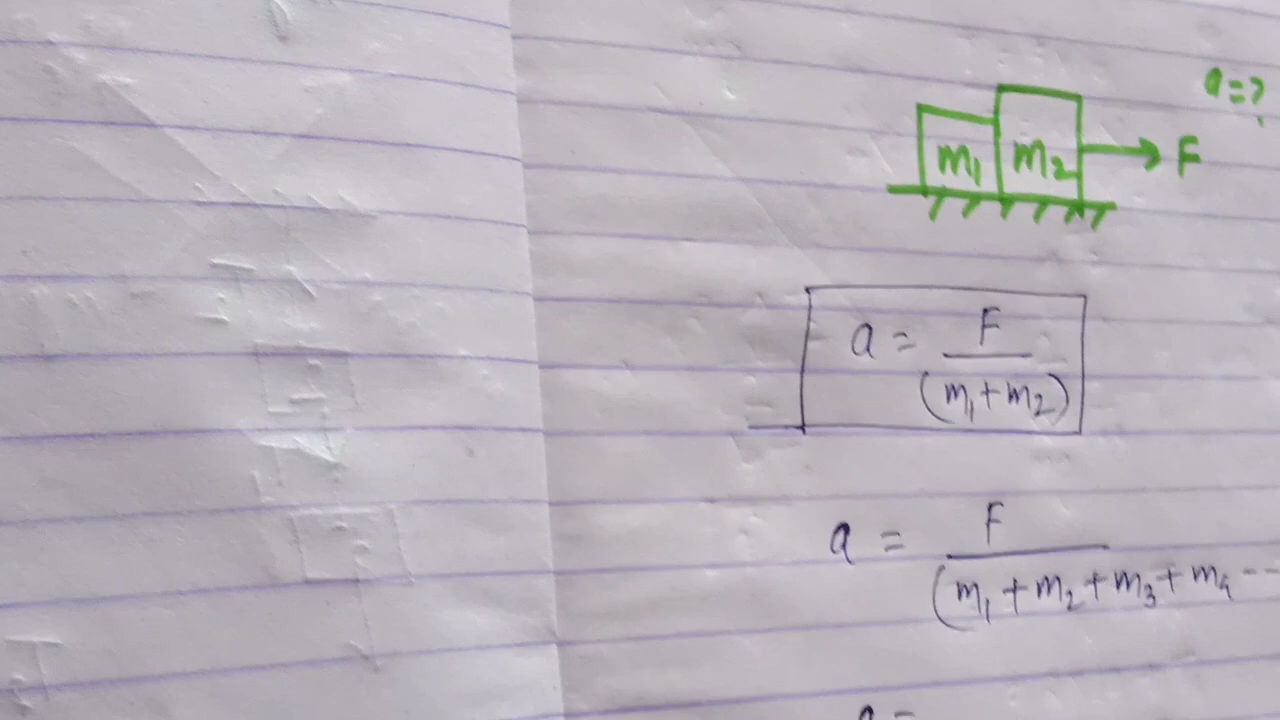 a=?
m₁ m₂ → F
a = F / (m₁+m₂)
a = F / (m₁+m₂+m₃+m₄ --
a =